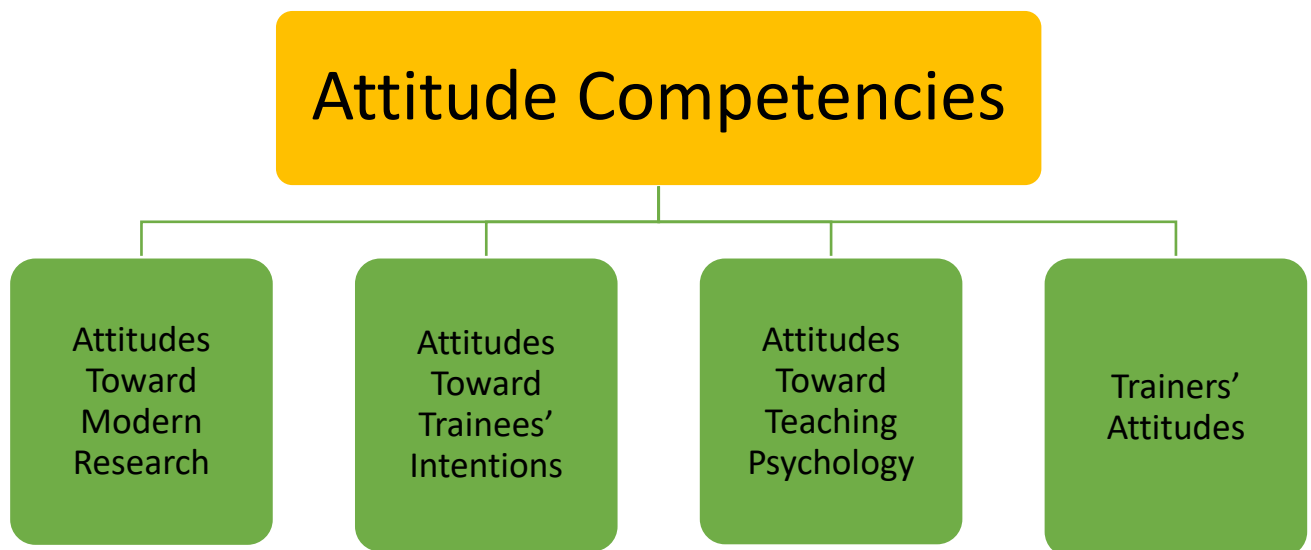 Attitude Competencies
Attitudes
Toward
Modern
Research
Attitudes
Toward
Trainees’
Intentions
Attitudes
Toward
Teaching
Psychology
Trainers’
Attitudes